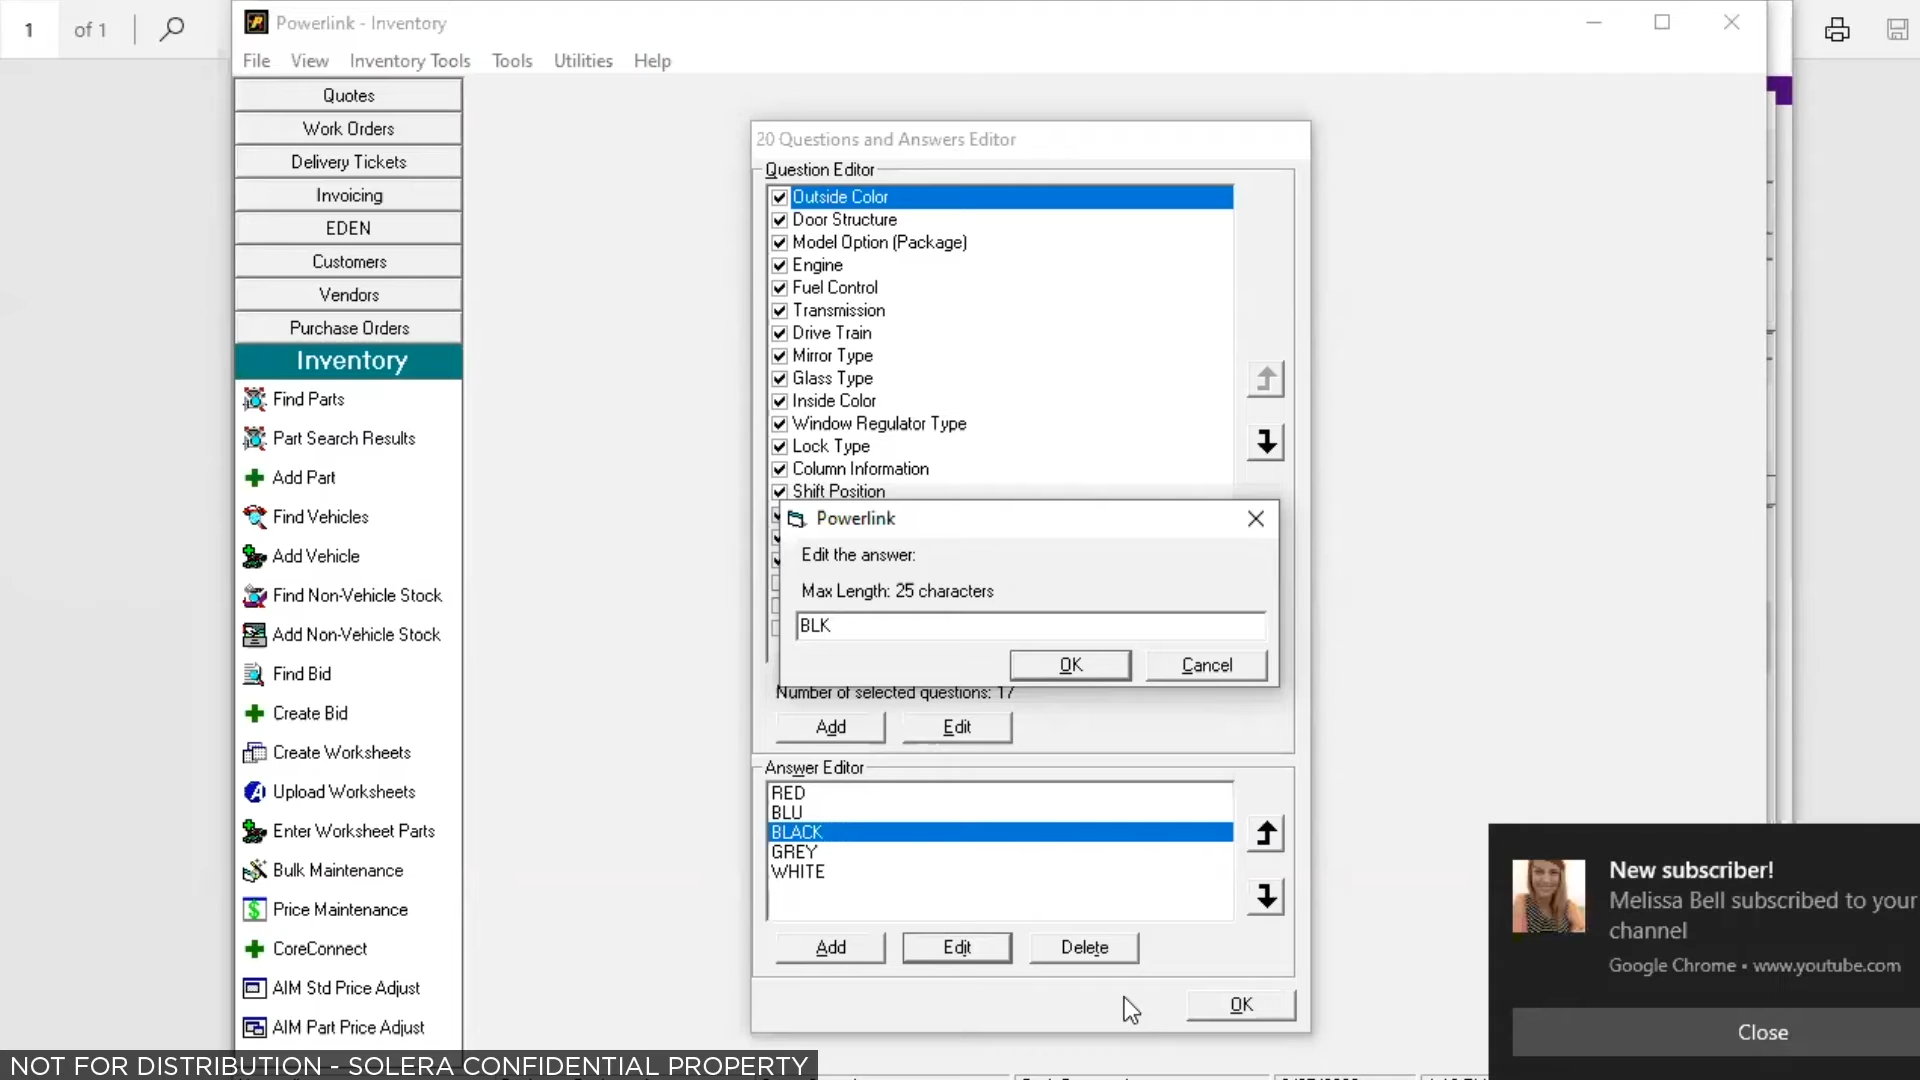 1 of 1
Powerlink - Inventory
File View Inventory Tools Tools Utilities Help
Quotes
Work Orders
Delivery Tickets
Invoicing
EDEN
Customers
Vendors
Purchase Orders
Inventory
Find Parts
Part Search Results
Add Part
Find Vehicles
Add Vehicle
Find Non-Vehicle Stock
Add Non-Vehicle Stock
Find Bid
Create Bid
Create Worksheets
Upload Worksheets
Enter Worksheet Parts
Bulk Maintenance
Price Maintenance
CoreConnect
AIM Std Price Adjust
AIM Part Price Adjust
20 Questions and Answers Editor
Question Editor
Outside Color
Door Structure
Model Option (Package)
Engine
Fuel Control
Transmission
Drive Train
Mirror Type
Glass Type
Inside Color
Window Regulator Type
Lock Type
Column Information
Shift Position
Powerlink
Edit the answer:
Max Length: 25 characters
BLK
OK Cancel
Number of selected questions: 17
Add Edit
Answer Editor
RED
BLU
BLACK
GREY
WHITE
Add Edit Delete
OK
New subscriber!
Melissa Bell subscribed to your
channel
Google Chrome • www.youtube.com
Close
NOT FOR DISTRIBUTION - SOLERA CONFIDENTIAL PROPERTY